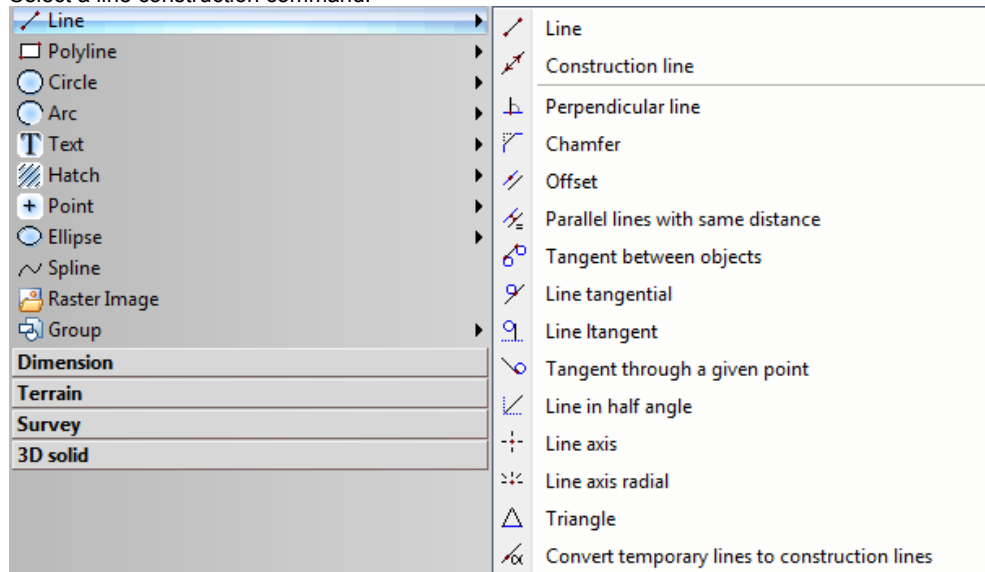 Select a line construction command.
Line
Polyline
Circle
Arc
Text
Hatch
Point
Ellipse
Spline
Raster Image
Group
Dimension
Terrain
Survey
3D solid
Line
Construction line
Perpendicular line
Chamfer
Offset
Parallel lines with same distance
Tangent between objects
Line tangential
Line ltangent
Tangent through a given point
Line in half angle
Line axis
Line axis radial
Triangle
Convert temporary lines to construction lines